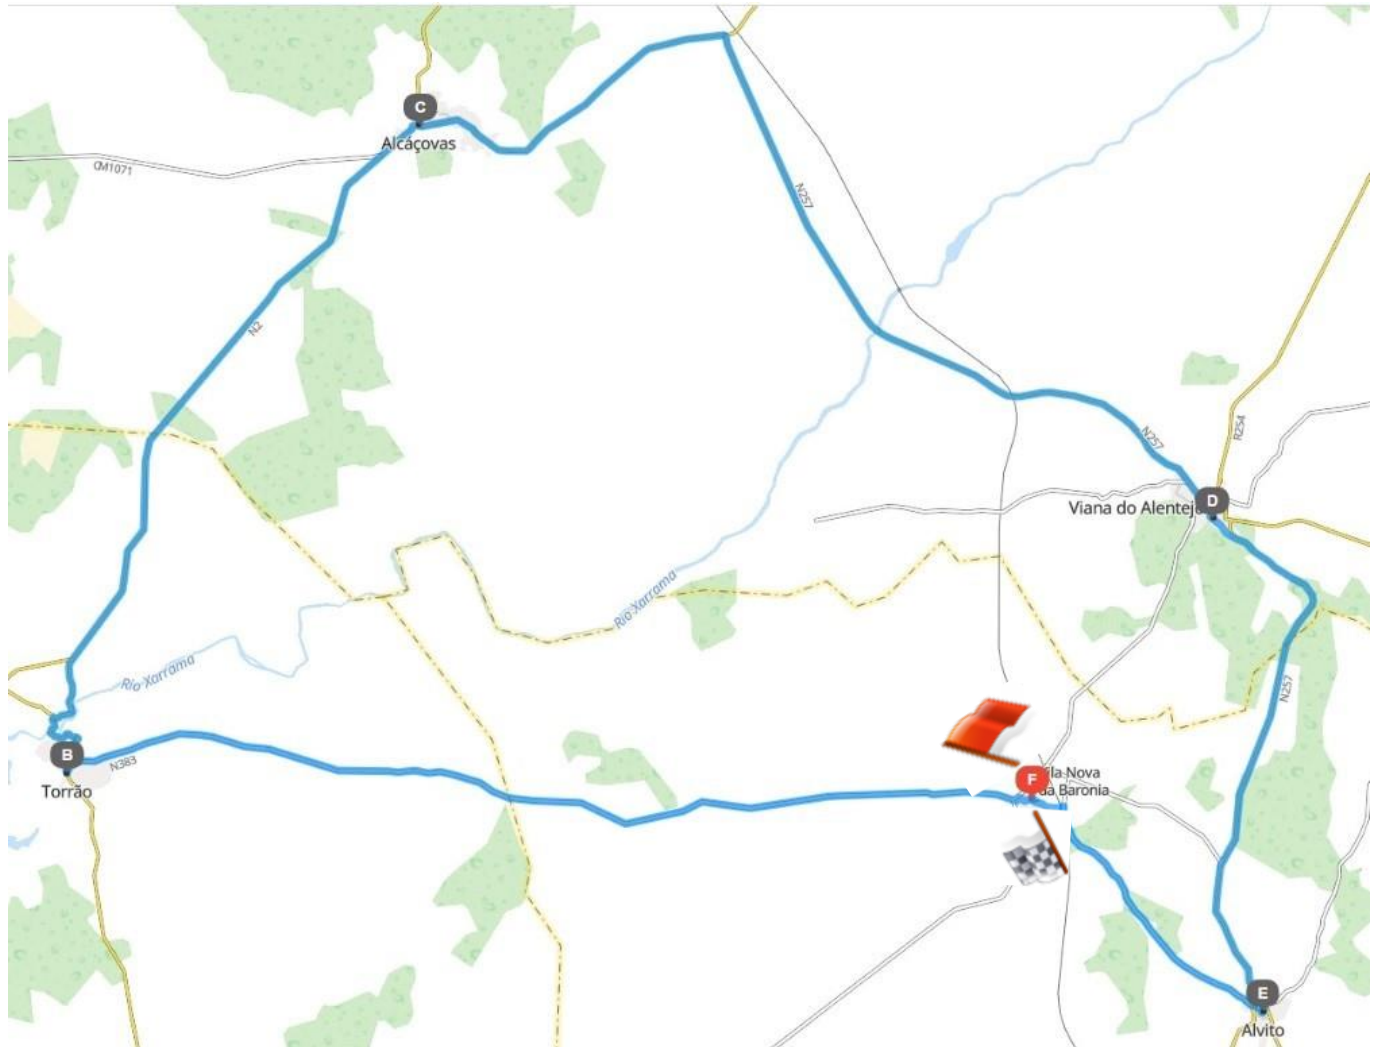 C
Alcáçovas
CM1071
N257
N2
R254
N257
D
Viana do Alentej
Rio Xarrama
Rio Xarrama
N257
B
N383
Torrão
F
ila Nova
da Baronia
E
Alvito